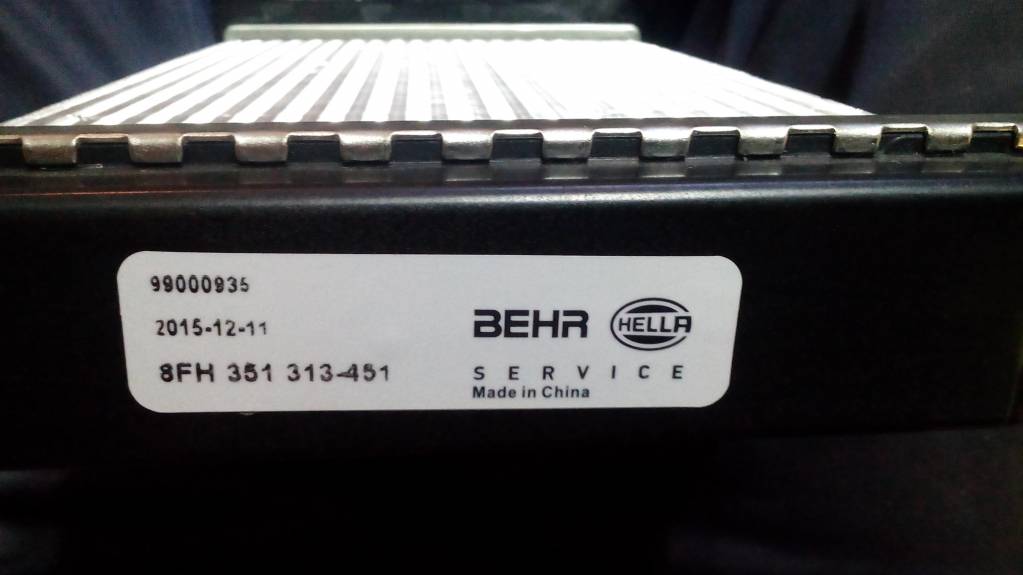 99000935
2015-12-11
8FH 351 313-451
BEHR HELLA
SERVICE
Made in China